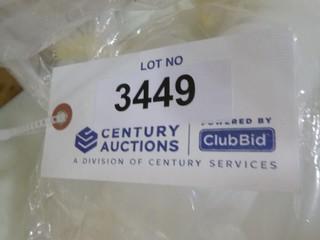 LOT NO
3449
CENTURY AUCTIONS
POWERED BY
ClubBid
A DIVISION OF CENTURY SERVICES